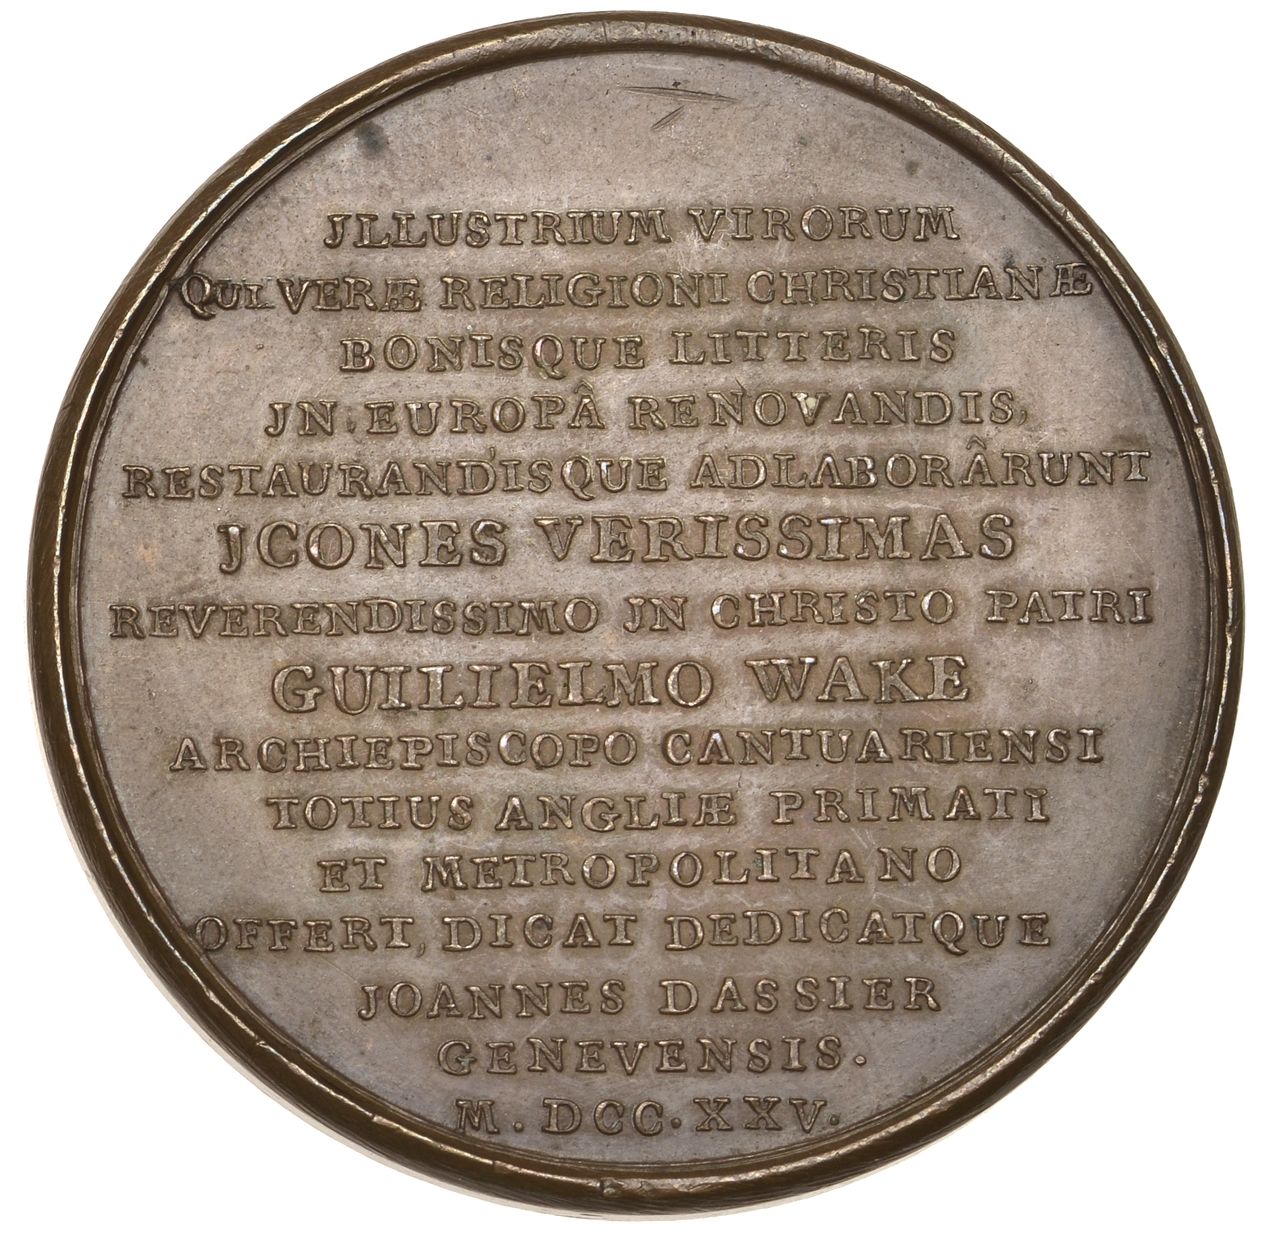 JLLUSTRIUM VIRORUM
QUI VERÆ RELIGIONI CHRISTIANÆ
BONISQUE LITTERIS
JN EUROPÂ RENOVANDIS,
RESTAURANDISQUE ADLABORÂRUNT
JCONES VERISSIMAS
REVERENDISSIMO JN CHRISTO PATRI
GUILIELMO WAKE
ARCHIEPISCOPO CANTUARIENSI
TOTIUS ANGLIÆ PRIMATI
ET METROPOLITANO
OFFERT, DICAT DEDICATQUE
JOANNES DASSIER
GENEVENSIS.
M. DCC. XXV.